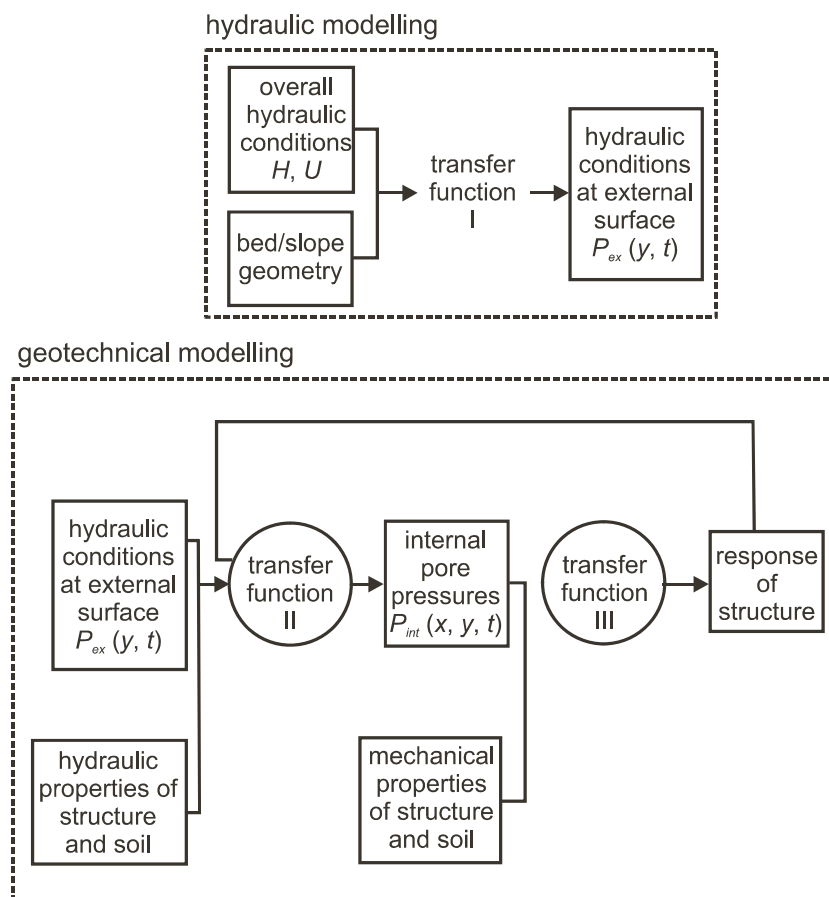 hydraulic modelling
overall
hydraulic
conditions
H, U
bed/slope
geometry
transfer
function
I
hydraulic
conditions
at external
surface
P_ex (y, t)
geotechnical modelling
hydraulic
conditions
at external
surface
P_ex (y, t)
hydraulic
properties of
structure
and soil
transfer
function
II
internal
pore
pressures
P_int (x, y, t)
mechanical
properties
of structure
and soil
transfer
function
III
response
of
structure